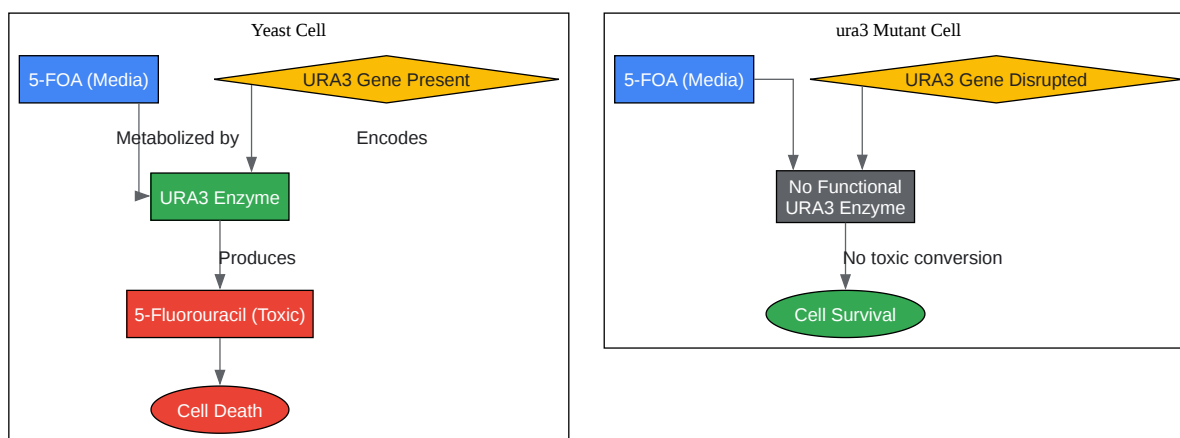 Yeast Cell
5-FOA (Media)
URA3 Gene Present
Metabolized by
Encodes
URA3 Enzyme
Produces
5-Fluorouracil (Toxic)
Cell Death
ura3 Mutant Cell
5-FOA (Media)
URA3 Gene Disrupted
No Functional
URA3 Enzyme
No toxic conversion
Cell Survival